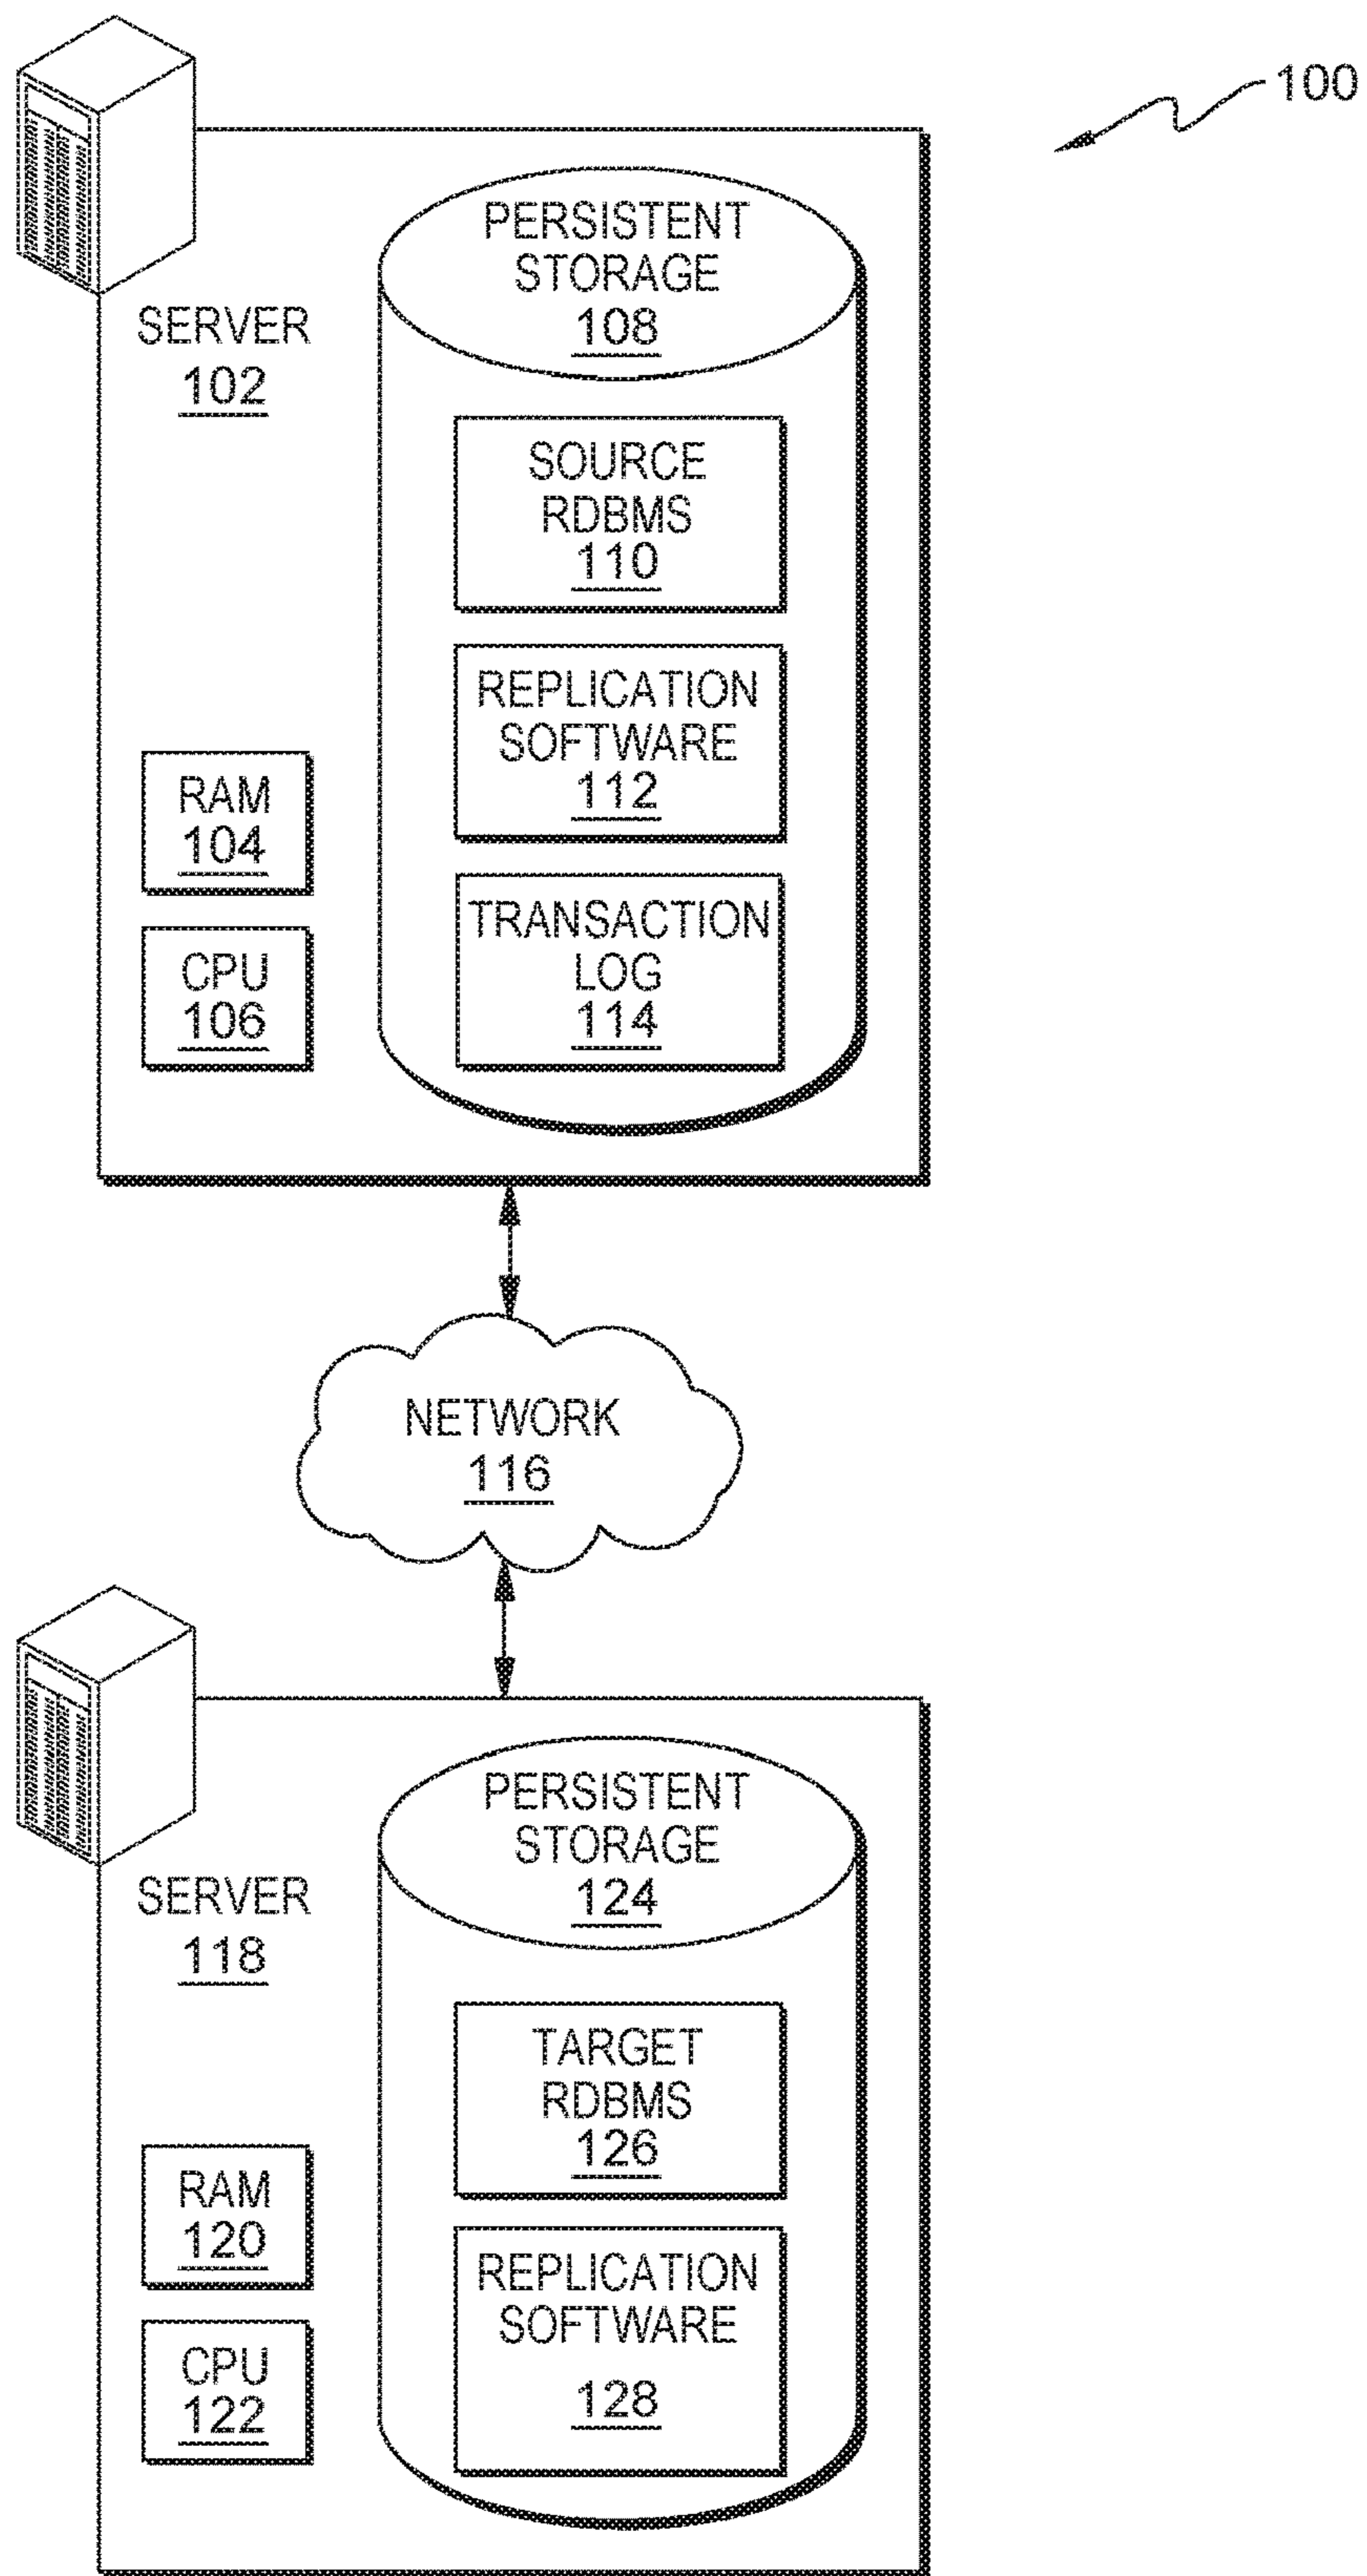 100
PERSISTENT
STORAGE
108
SERVER
102
SOURCE
RDBMS
110
REPLICATION
SOFTWARE
112
RAM
104
TRANSACTION
LOG
114
CPU
106
NETWORK
116
PERSISTENT
STORAGE
124
SERVER
118
TARGET
RDBMS
126
RAM
120
REPLICATION
SOFTWARE
128
CPU
122